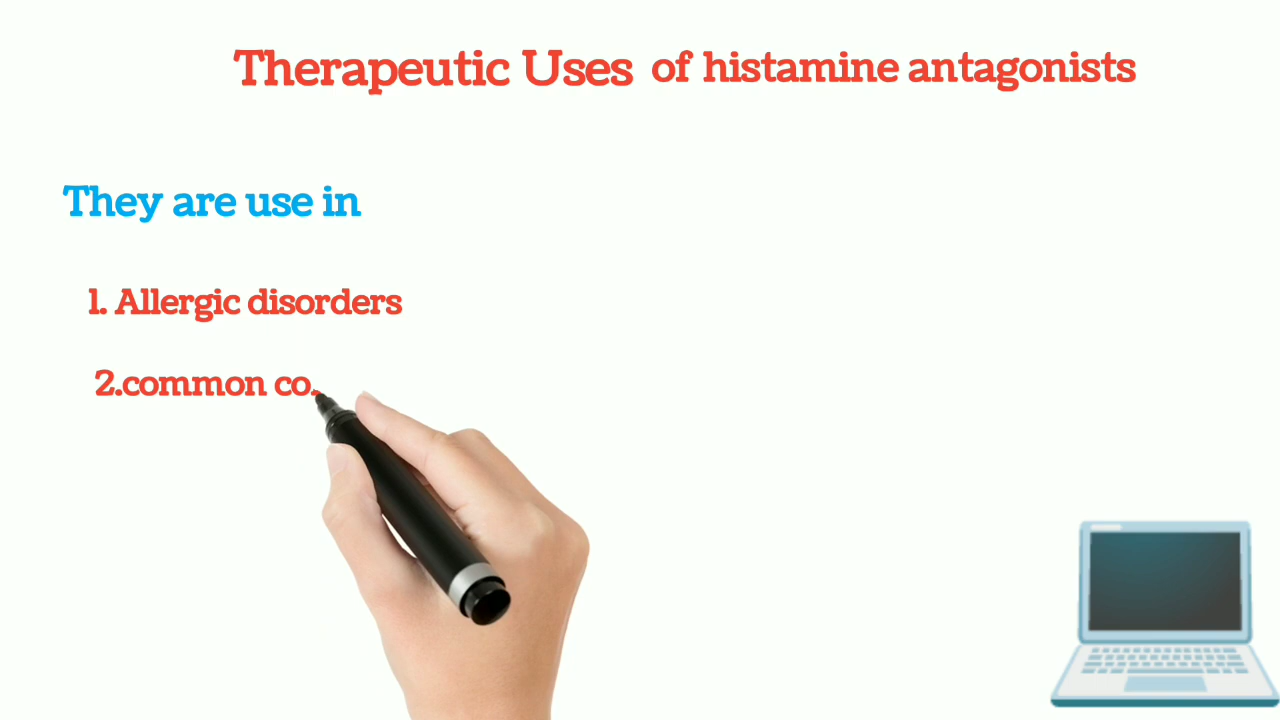 Therapeutic Uses of histamine antagonists
They are use in
1. Allergic disorders
2.common co